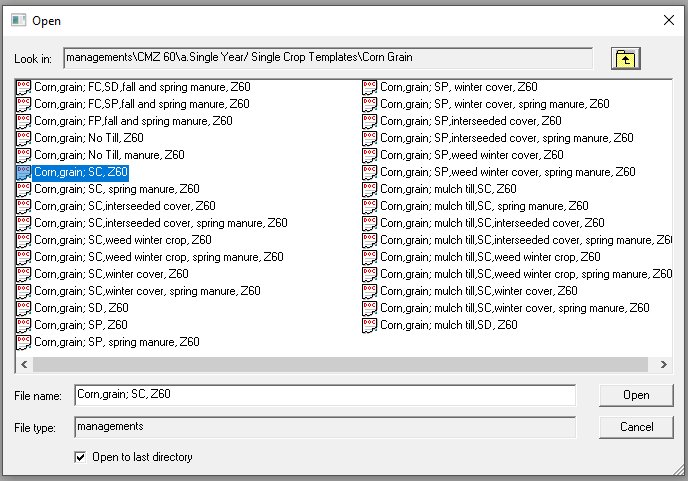 Open
Look in: managements\CMZ 60\a.Single Year/ Single Crop Templates\Corn Grain
Corn,grain; FC,SD,fall and spring manure, Z60
Corn,grain; FC,SP,fall and spring manure, Z60
Corn,grain; FP,fall and spring manure, Z60
Corn,grain; No Till, Z60
Corn,grain; No Till, manure, Z60
Corn,grain; SC, Z60
Corn,grain; SC, spring manure, Z60
Corn,grain; SC,interseeded cover, Z60
Corn,grain; SC,interseeded cover, spring manure, Z60
Corn,grain; SC,weed winter crop, Z60
Corn,grain; SC,weed winter crop, spring manure, Z60
Corn,grain; SC,winter cover, Z60
Corn,grain; SC,winter cover, spring manure, Z60
Corn,grain; SD, Z60
Corn,grain; SP, Z60
Corn,grain; SP, spring manure, Z60
Corn,grain; SP, winter cover, Z60
Corn,grain; SP, winter cover, spring manure, Z60
Corn,grain; SP,interseeded cover, Z60
Corn,grain; SP,interseeded cover, spring manure, Z60
Corn,grain; SP,weed winter cover, Z60
Corn,grain; SP,weed winter cover, spring manure, Z60
Corn,grain; mulch till,SC, Z60
Corn,grain; mulch till,SC, spring manure, Z60
Corn,grain; mulch till,SC,interseeded cover, Z60
Corn,grain; mulch till,SC,interseeded cover, spring manure, Z60
Corn,grain; mulch till,SC,weed winter crop, Z60
Corn,grain; mulch till,SC,weed winter crop, spring manure, Z60
Corn,grain; mulch till,SC,winter cover, Z60
Corn,grain; mulch till,SC,winter cover, spring manure, Z60
Corn,grain; mulch till,SD, Z60
File name: Corn,grain; SC, Z60
Open
File type: managements
Cancel
Open to last directory